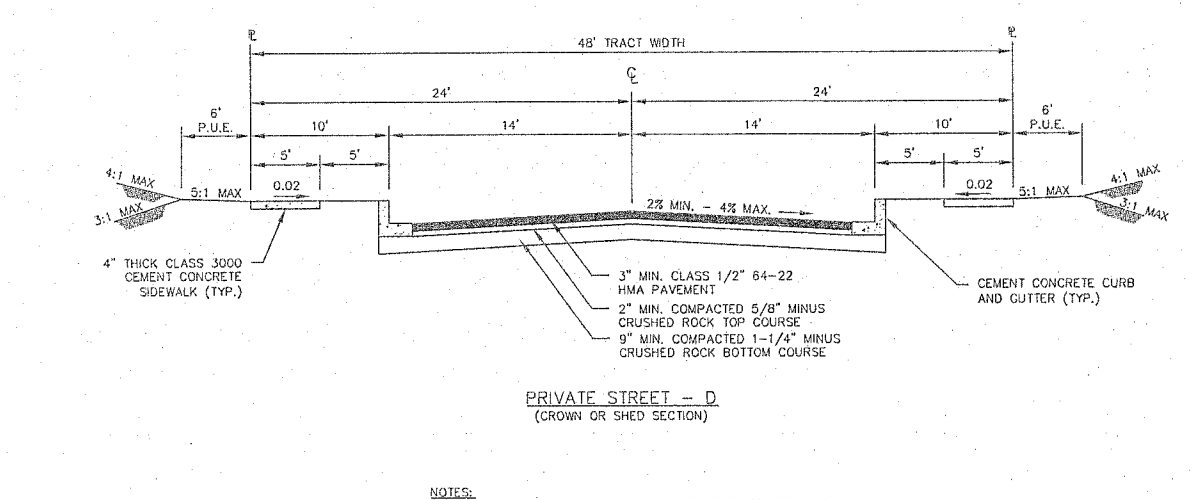 PL
PL
48' TRACT WIDTH
CL
24'
24'
6'
P.U.E.
10'
14'
14'
10'
6'
P.U.E.
5'
5'
5'
5'
4:1 MAX
3:1 MAX
5:1 MAX
0.02
2% MIN. - 4% MAX.
0.02
5:1 MAX
4:1 MAX
3:1 MAX
4" THICK CLASS 3000
CEMENT CONCRETE
SIDEWALK (TYP.)
3" MIN. CLASS 1/2" 64-22
HMA PAVEMENT
2" MIN. COMPACTED 5/8" MINUS
CRUSHED ROCK TOP COURSE
9" MIN. COMPACTED 1-1/4" MINUS
CRUSHED ROCK BOTTOM COURSE
CEMENT CONCRETE CURB
AND GUTTER (TYP.)
PRIVATE STREET - D
(CROWN OR SHED SECTION)
NOTES: